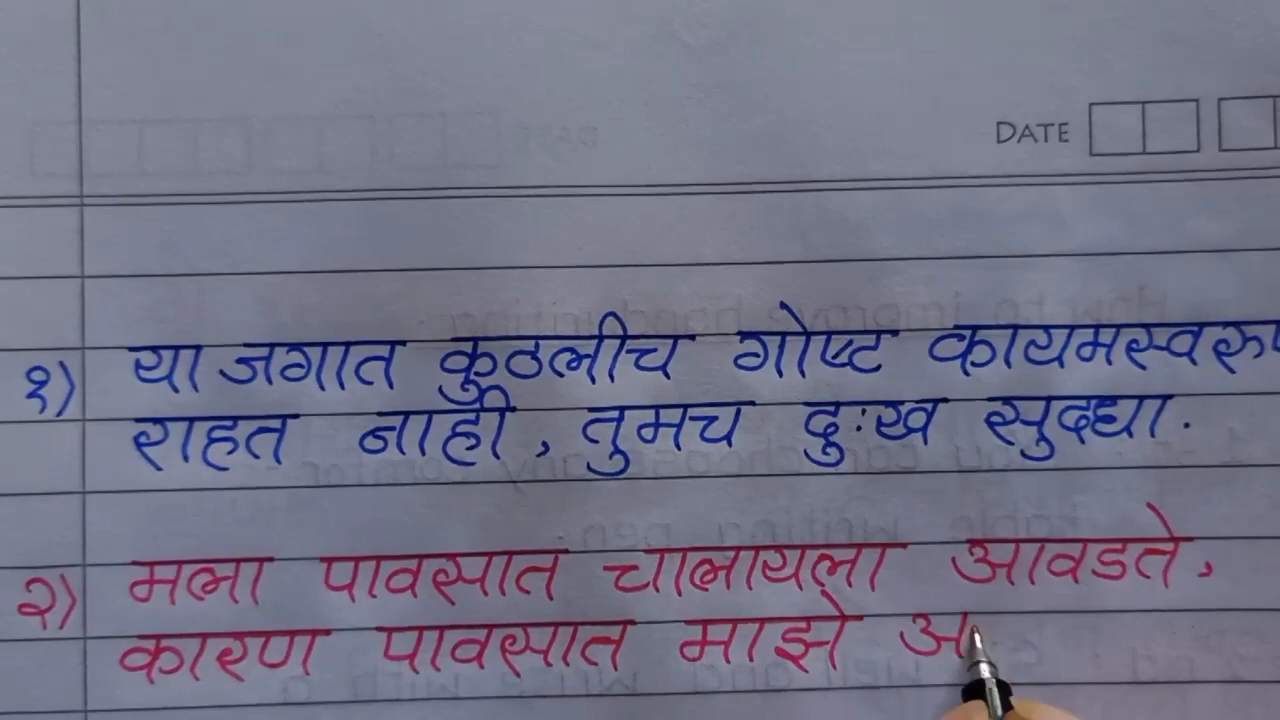 DATE
१) या जगात कुठलीच गोष्ट कायमस्वरु
राहत नाही, तुमच दुःख सुद्धा.
२) मला पावसात चालायला आवडते,
कारण पावसात माझे अ